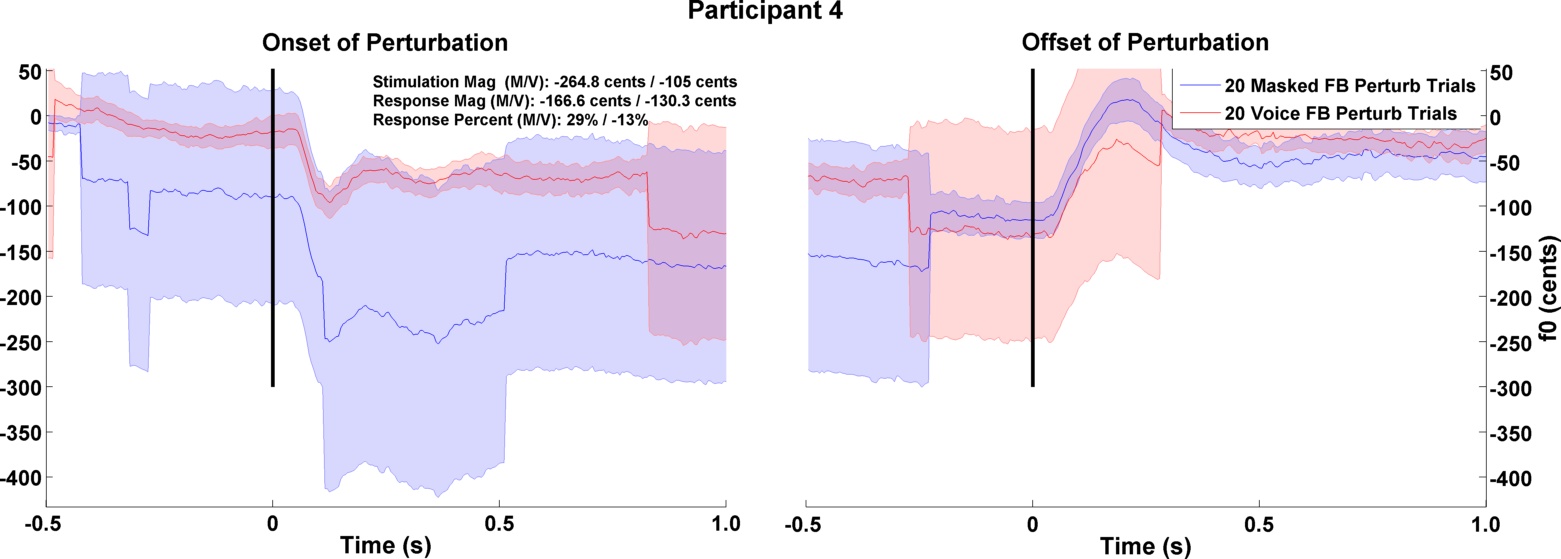 Participant 4
Onset of Perturbation
Stimulation Mag (M/V): -264.8 cents / -105 cents
Response Mag (M/V): -166.6 cents / -130.3 cents
Response Percent (M/V): 29% / -13%
50
0
-50
-100
-150
-200
-250
-300
-350
-400
-0.5
0
0.5
1.0
Time (s)
Offset of Perturbation
20 Masked FB Perturb Trials
20 Voice FB Perturb Trials
50
0
-50
-100
-150
-200
-250
-300
-350
-400
f0 (cents)
-0.5
0
0.5
1.0
Time (s)